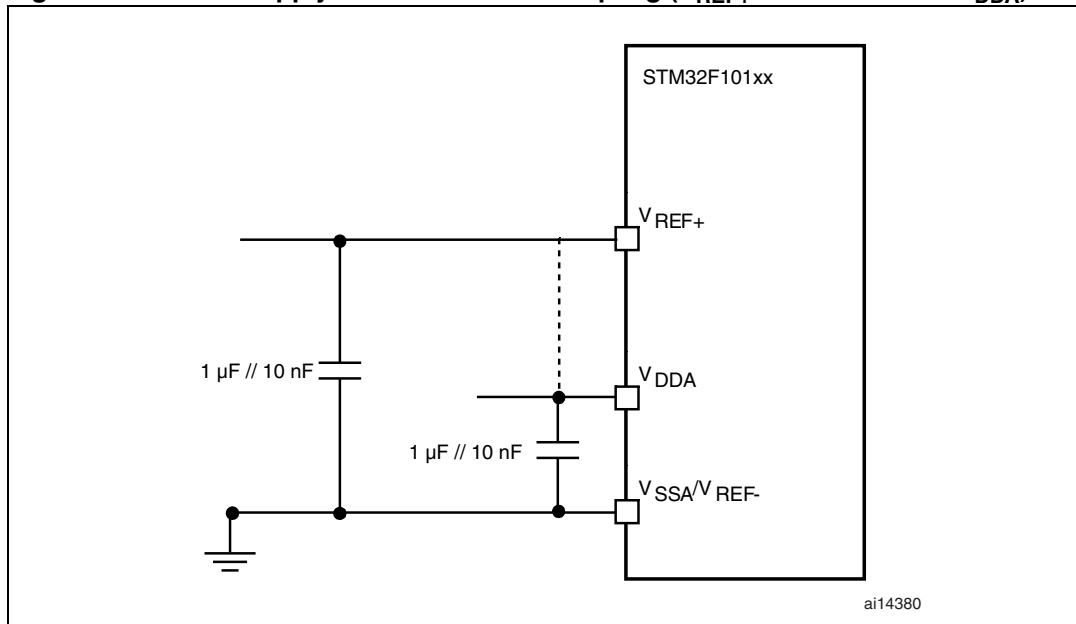 STM32F101xx
V REF+
1 µF // 10 nF
V DDA
1 µF // 10 nF
V SSA/V REF-
ai14380